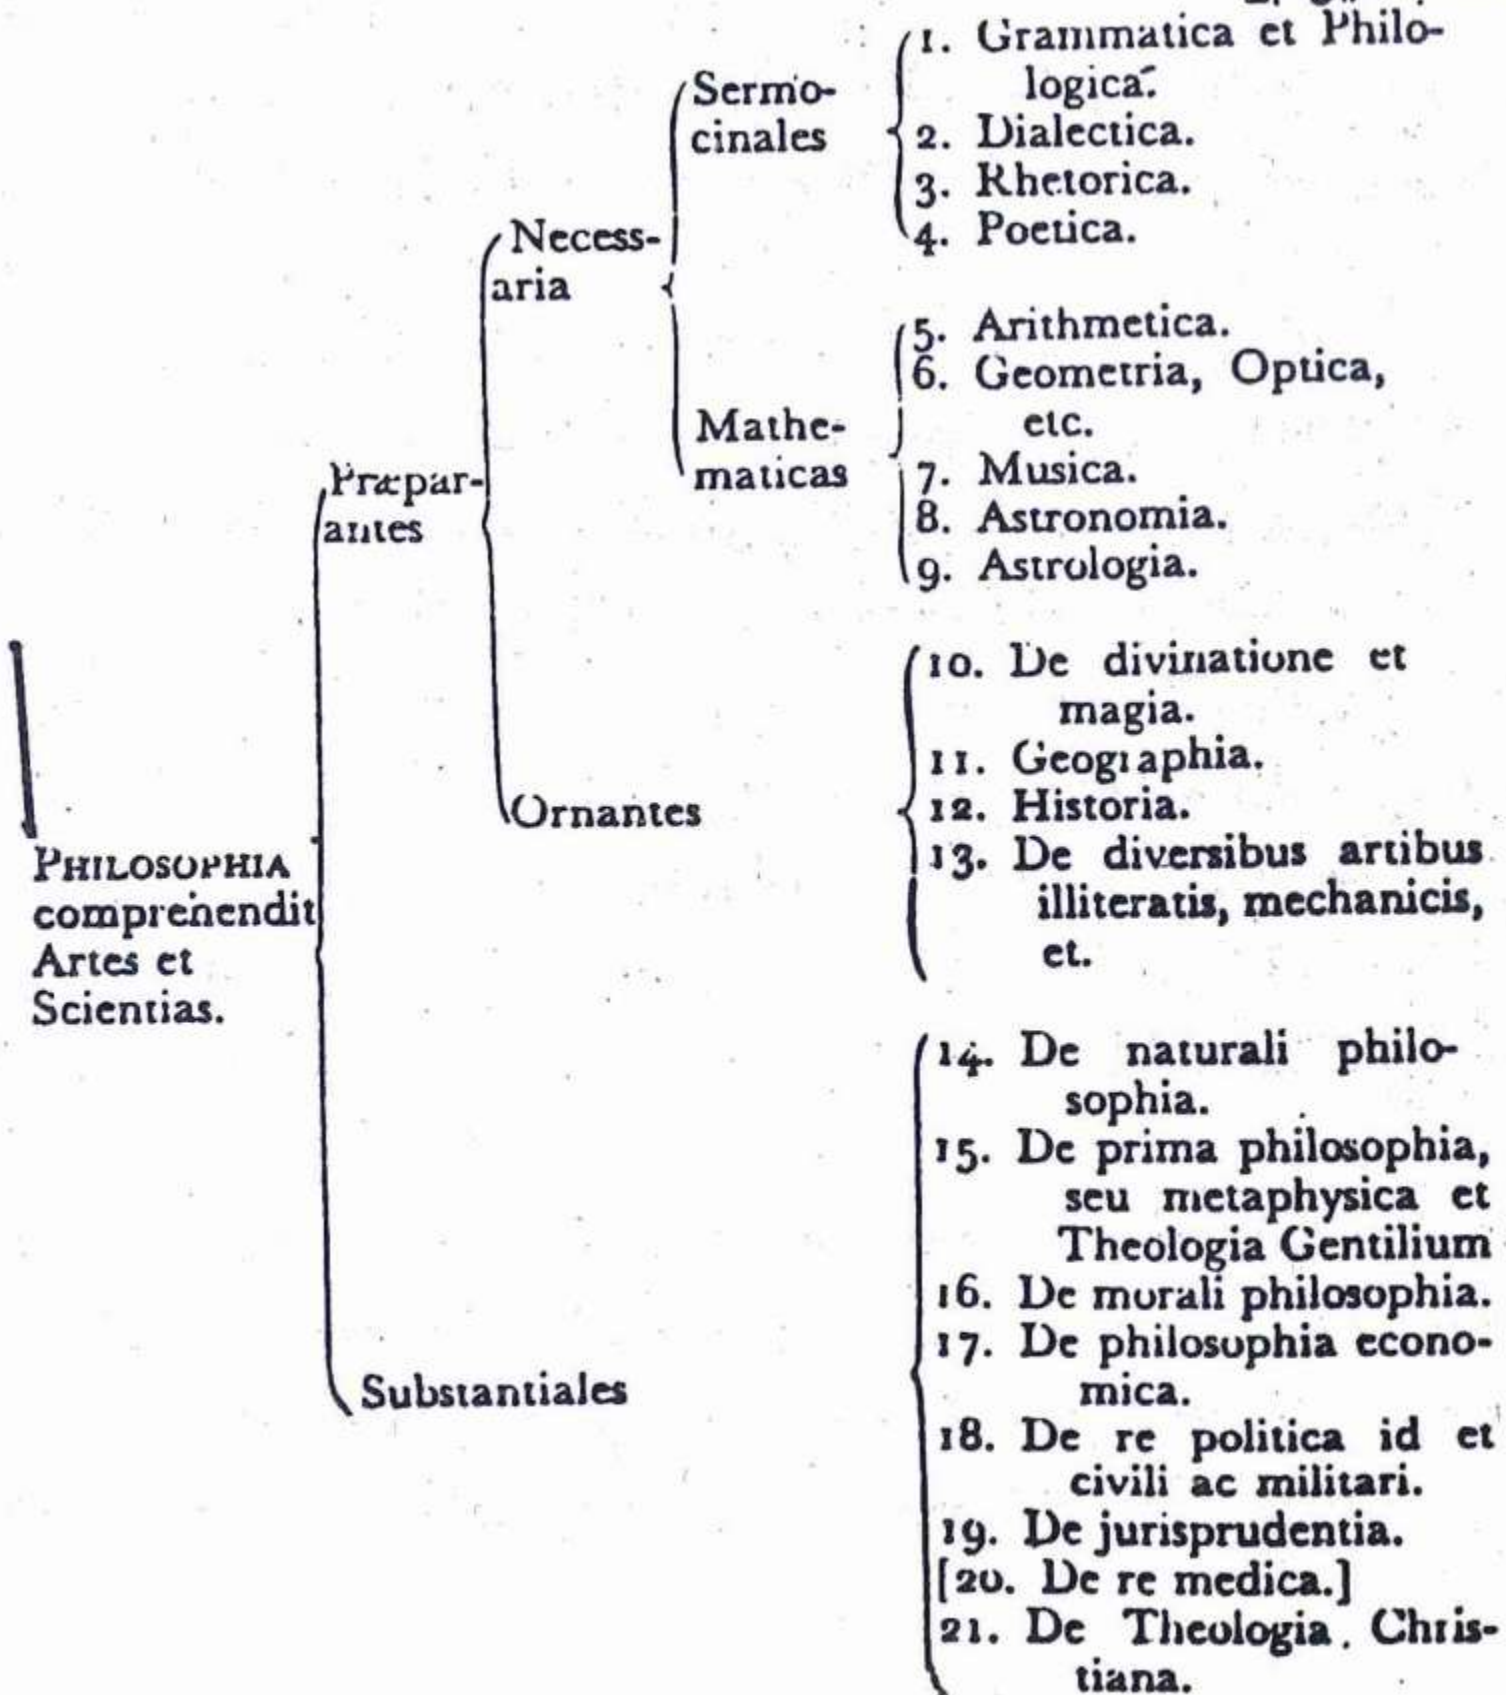 1. Grammatica et Philo-
logica.
Sermo-
cinales
2. Dialectica.
3. Rhetorica.
4. Poetica.
Necess-
aria
5. Arithmetica.
6. Geometria, Optica,
etc.
Mathe-
maticas
7. Musica.
8. Astronomia.
9. Astrologia.
Præpar-
antes
10. De divinatione et
magia.
11. Geographia.
12. Historia.
13. De diversibus artibus
illiteratis, mechanicis,
et.
Ornantes
PHILOSOPHIA
comprehendit
Artes et
Scientias.
14. De naturali philo-
sophia.
15. De prima philosophia,
seu metaphysica et
Theologia Gentilium
16. De morali philosophia.
17. De philosophia econo-
mica.
18. De re politica id et
civili ac militari.
19. De jurisprudentia.
[20. De re medica.]
21. De Theologia Chris-
tiana.
Substantiales